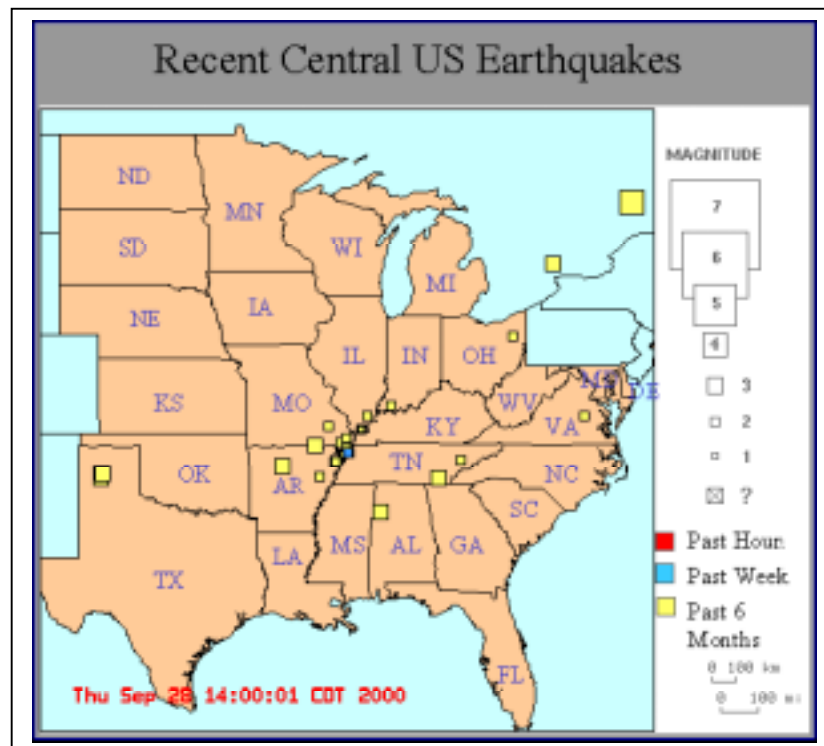 Recent Central US Earthquakes
MAGNITUDE
7
6
5
4
3
2
1
?
Past Hour
Past Week
Past 6
Months
0 100 km
0 100 mi
ND
MN
SD
WI
MI
NE
IA
IL
IN
OH
KS
MO
WV
MD
DE
KY
VA
OK
AR
TN
NC
SC
MS
AL
GA
LA
TX
FL
Thu Sep 28 14:00:01 CDT 2000